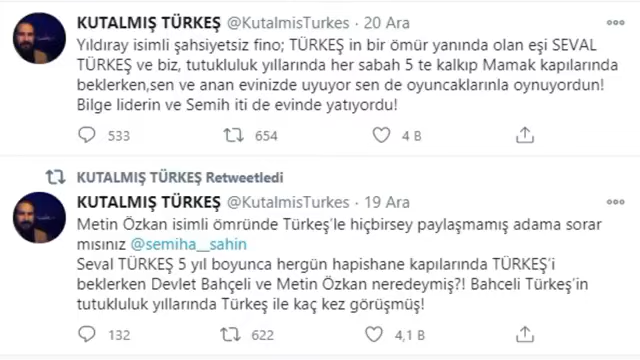 KUTALMIŞ TÜRKEŞ @KutalmisTurkes · 20 Ara
Yıldıray isimli şahsiyetsiz fino; TÜRKEŞ in bir ömür yanında olan eşi SEVAL
TÜRKEŞ ve biz, tutukluluk yıllarında her sabah 5 te kalkıp Mamak kapılarında
beklerken,sen ve anan evinizde uyuyor sen de oyuncaklarınla oynuyordun!
Bilge liderin ve Semih iti de evinde yatıyordu!
533 654 4 B
KUTALMIŞ TÜRKEŞ Retweetledi
KUTALMIŞ TÜRKEŞ @KutalmisTurkes · 19 Ara
Metin Özkan isimli ömründe Türkeş'le hiçbirsey paylaşmamış adama sorar
mısınız @semiha__sahin
Seval TÜRKEŞ 5 yıl boyunca hergün hapishane kapılarında TÜRKEŞ'i
beklerken Devlet Bahçeli ve Metin Özkan neredeymiş?! Bahceli Türkeş'in
tutukluluk yıllarında Türkeş ile kaç kez görüşmüş!
132 622 4,1 B